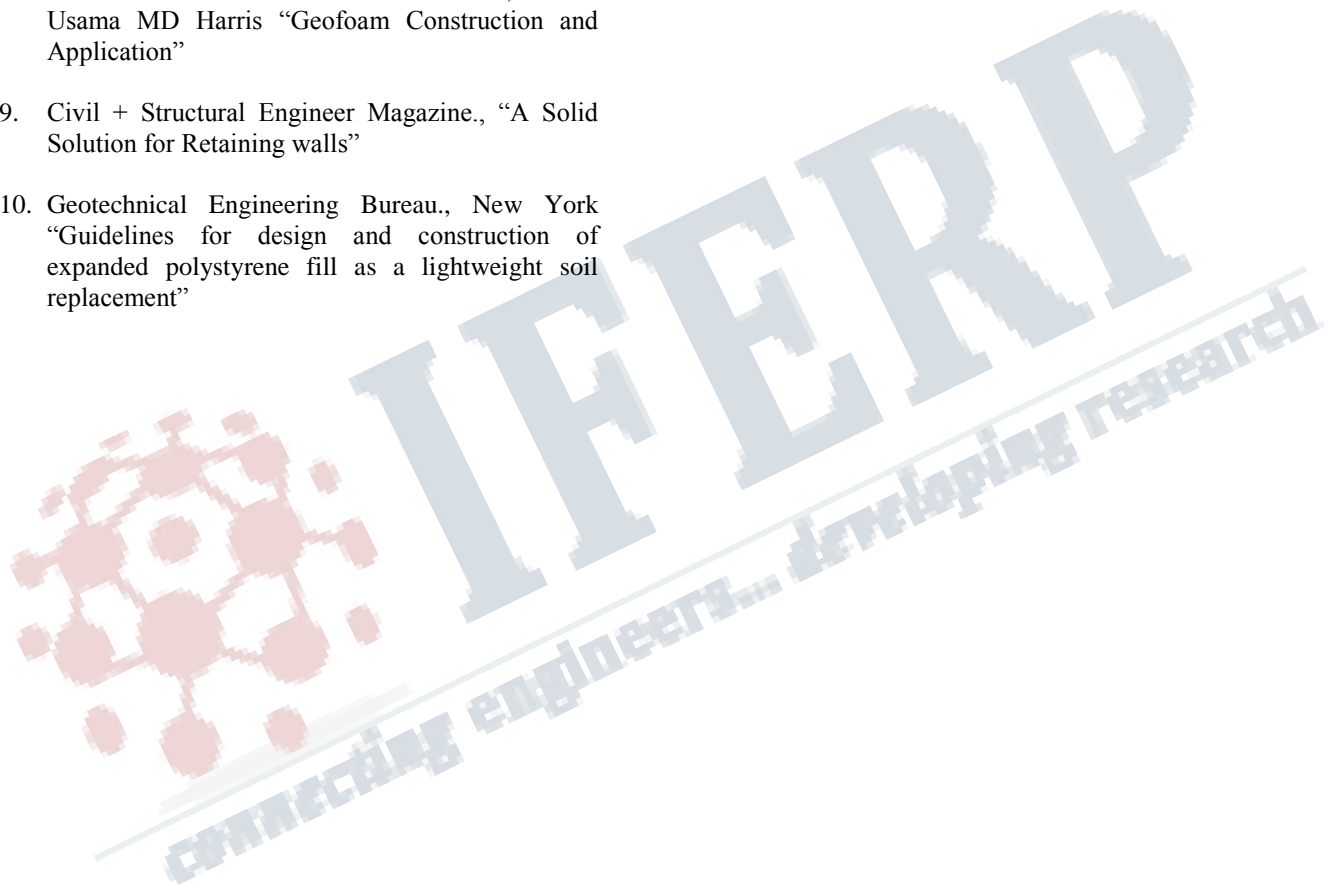 Usama MD Harris “Geofoam Construction and
Application”
9. Civil + Structural Engineer Magazine., “A Solid
Solution for Retaining walls”
10. Geotechnical Engineering Bureau., New York
“Guidelines for design and construction of
expanded polystyrene fill as a lightweight soil
replacement”
IFERP
connecting engineers... developing research